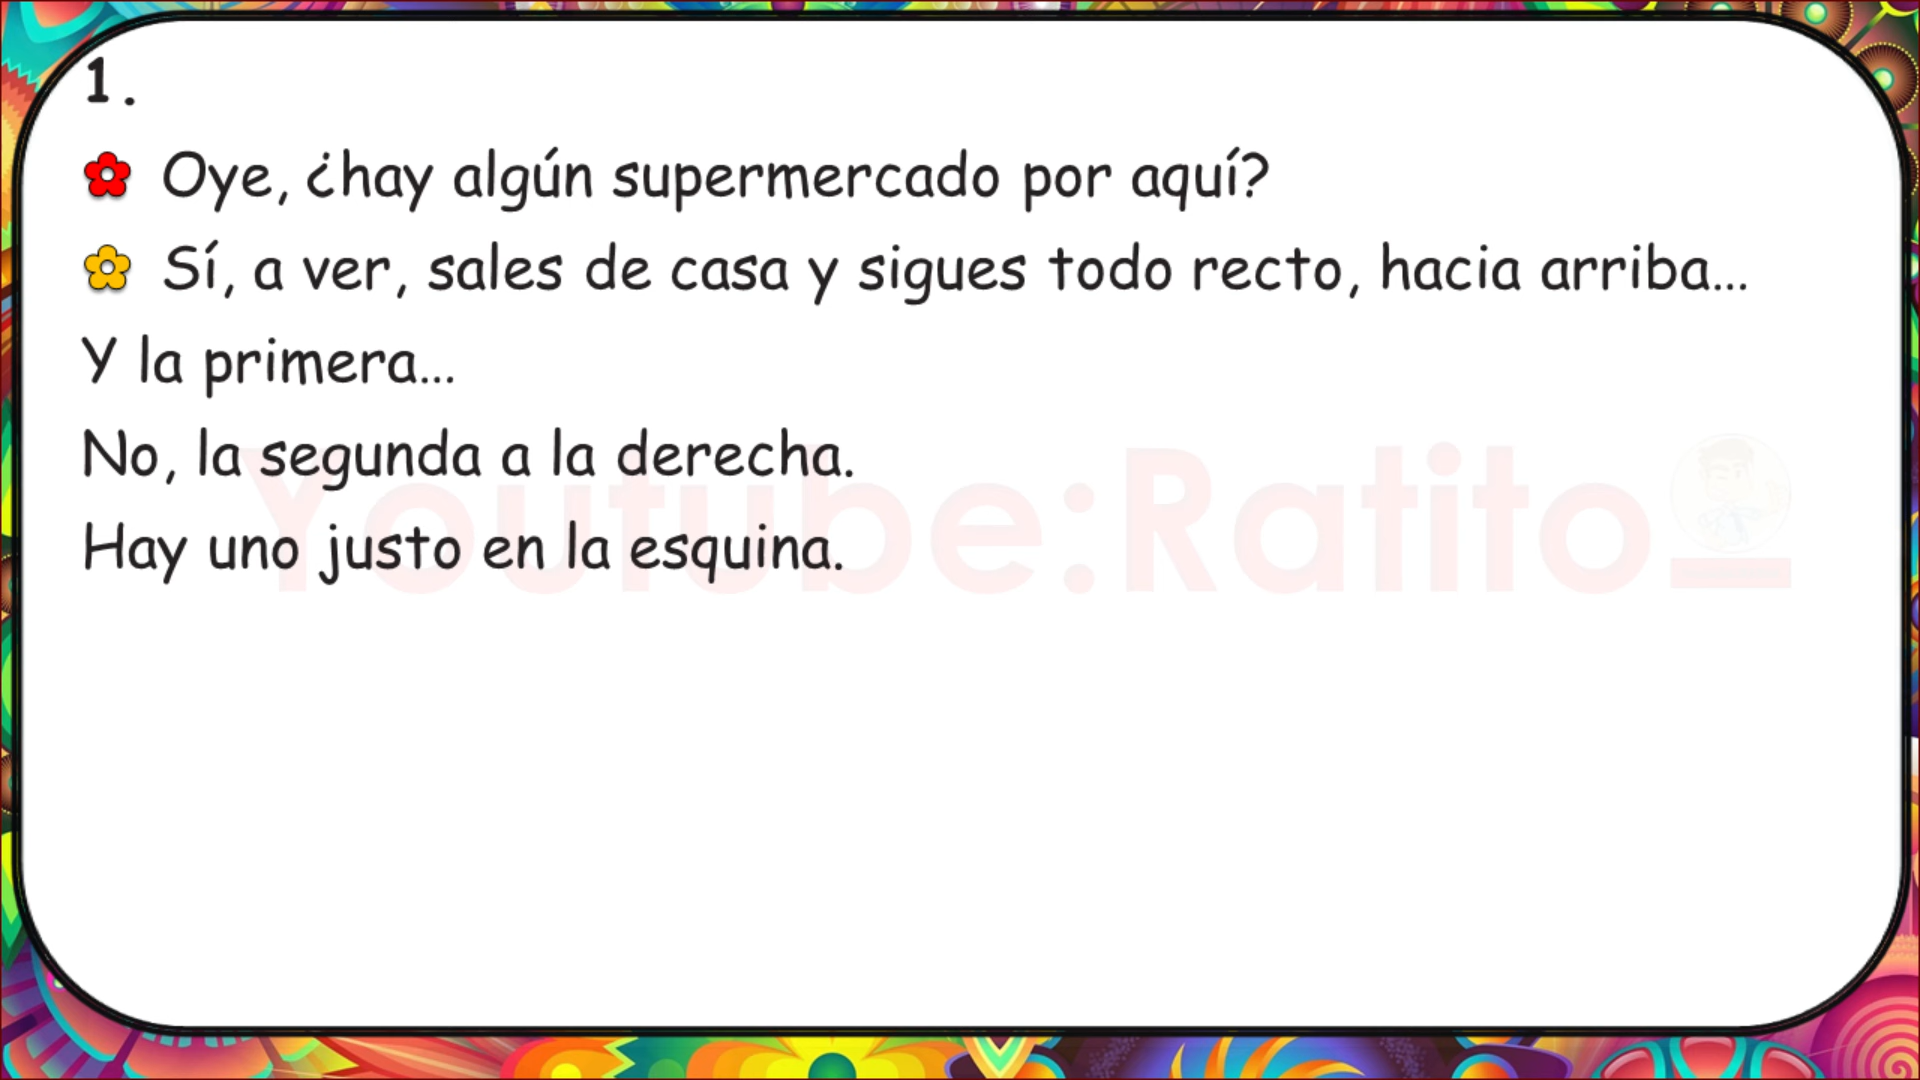 1.
Oye, ¿hay algún supermercado por aquí?
Sí, a ver, sales de casa y sigues todo recto, hacia arriba...
Y la primera...
No, la segunda a la derecha.
Hay uno justo en la esquina.
Youtube:Ratito